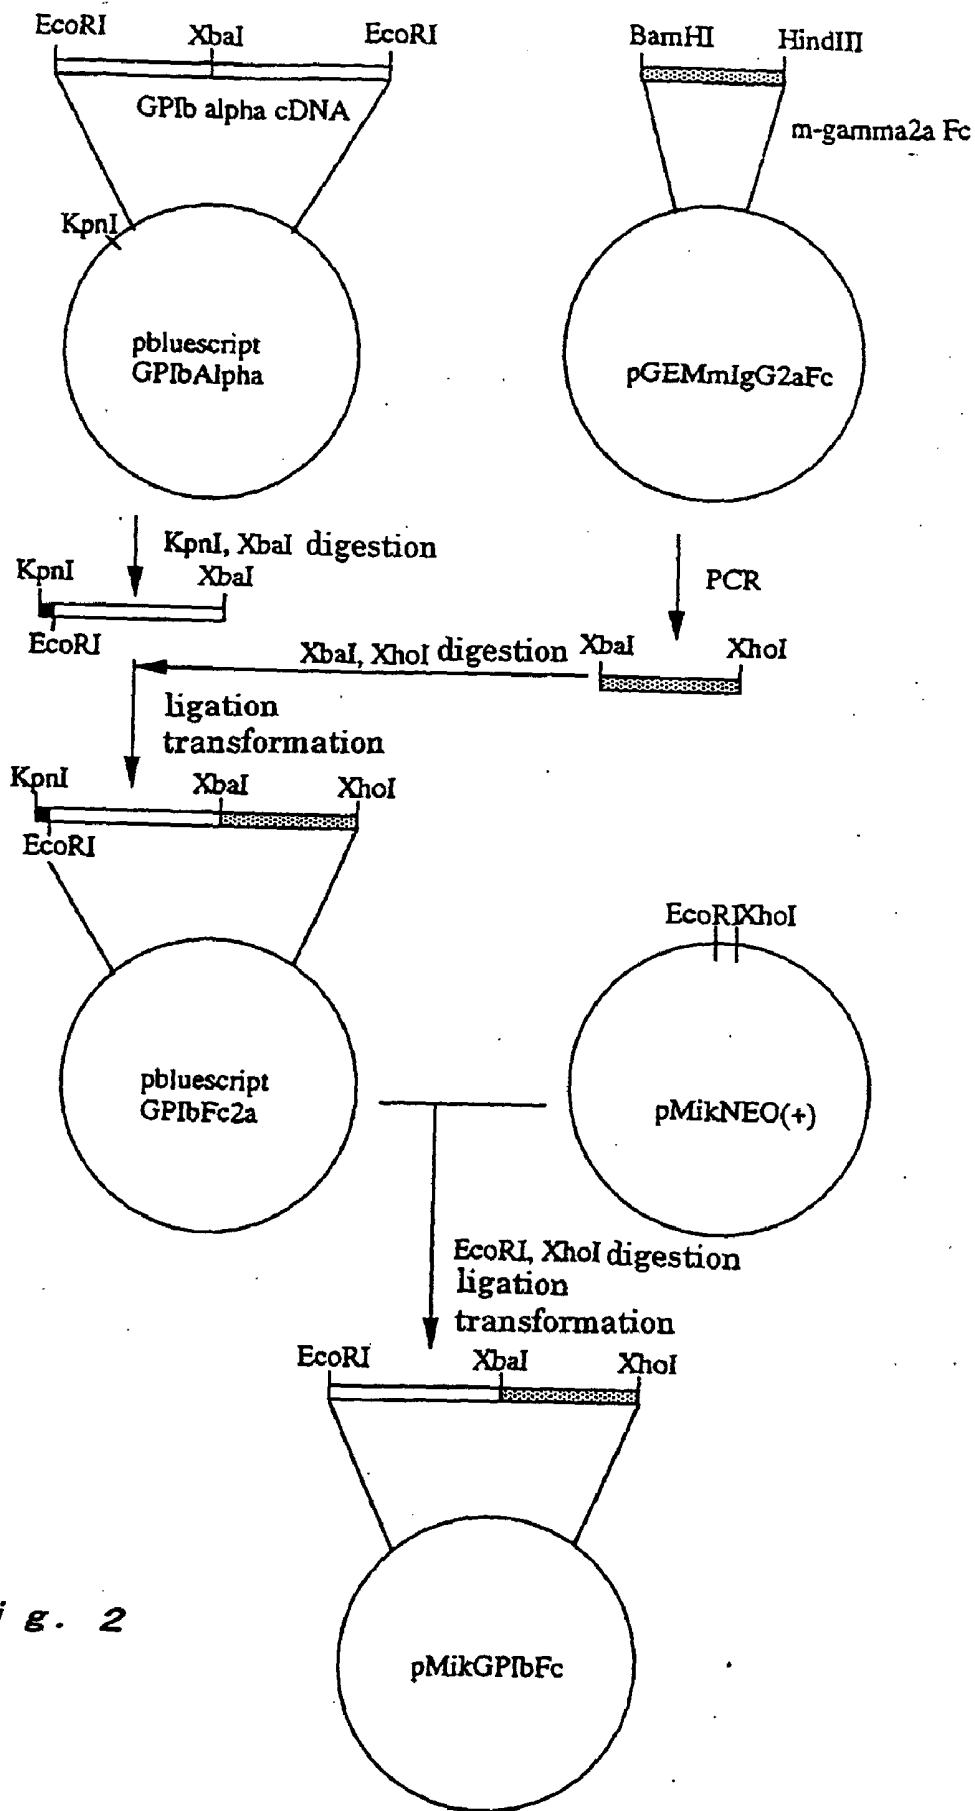 EcoRI XbaI EcoRI
GPIb alpha cDNA
KpnI
pbluescript
GPIbAlpha
BamHI HindIII
m-gamma2a Fc
pGEMmIgG2aFc
KpnI, XbaI digestion
KpnI XbaI
EcoRI
PCR
XbaI, XhoI digestion
XbaI XhoI
ligation
transformation
KpnI XbaI XhoI
EcoRI
pbluescript
GPIbFc2a
EcoRI XhoI
pMikNEO(+)
EcoRI, XhoI digestion
ligation
transformation
EcoRI XbaI XhoI
pMikGPIbFc
i g. 2